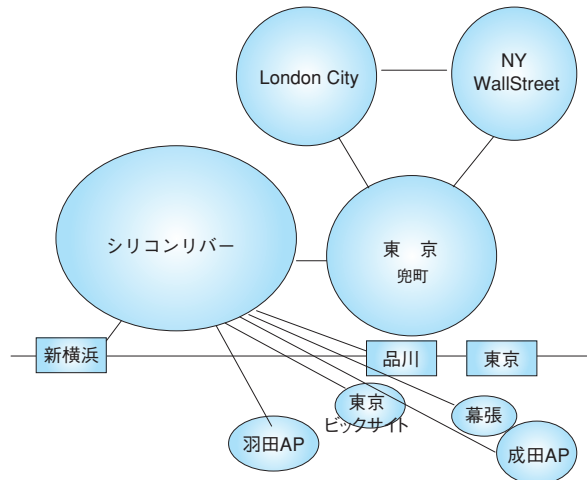 London City
NY
WallStreet
シリコンリバー
東　京
兜町
新横浜
品川
東京
東京
ビックサイト
幕張
羽田AP
成田AP